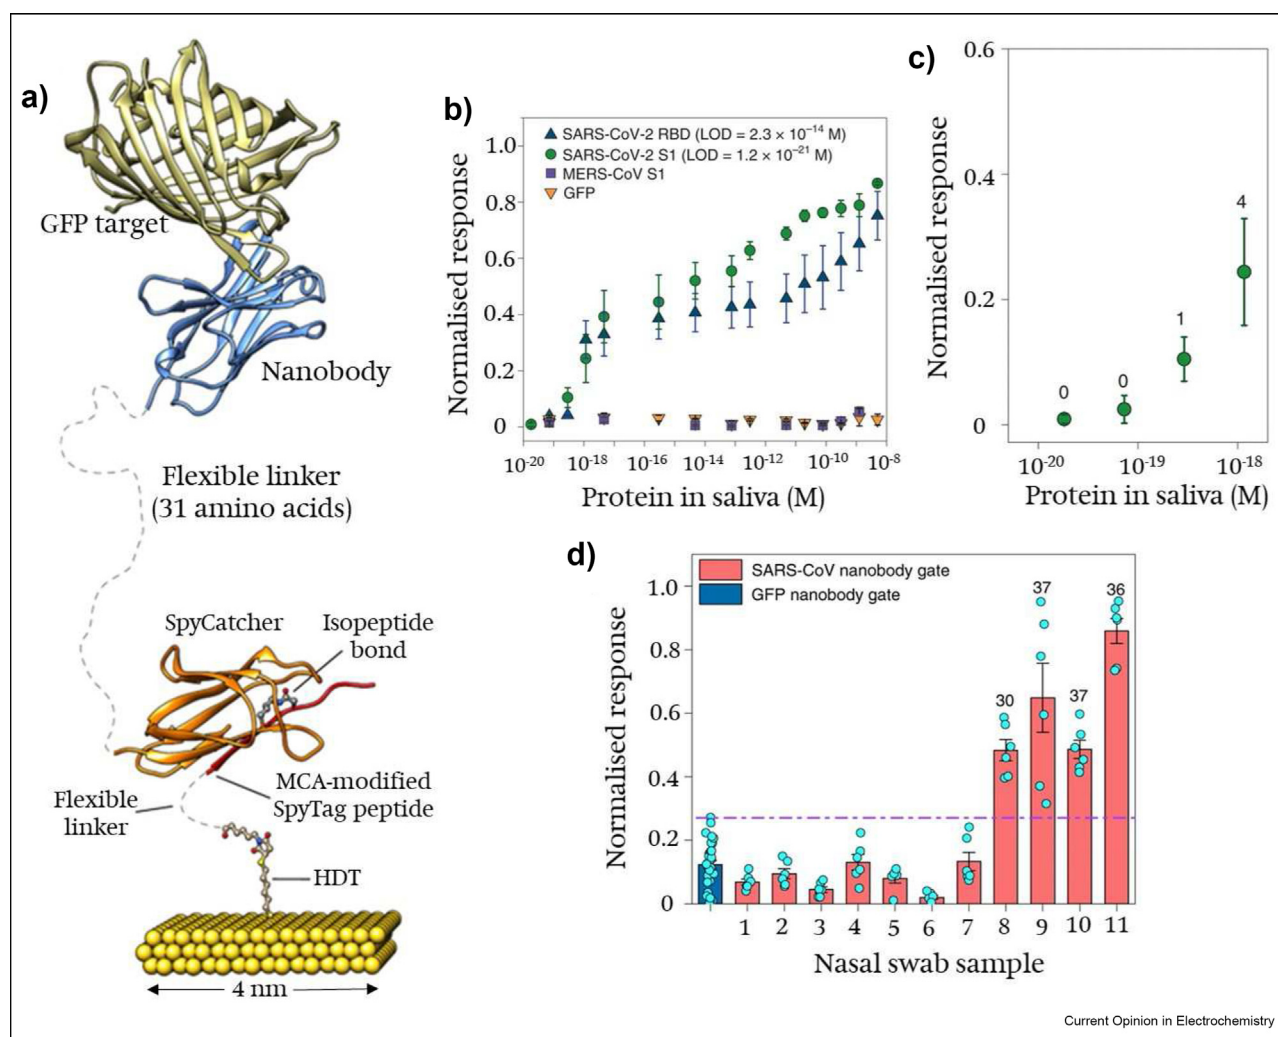 a)
GFP target
Nanobody
Flexible linker
(31 amino acids)
SpyCatcher
Isopeptide
bond
MCA-modified
SpyTag peptide
Flexible
linker
HDT
4 nm
b)
Normalised response
1.0
0.8
0.6
0.4
0.2
0
SARS-CoV-2 RBD (LOD = 2.3 × 10⁻¹⁴ M)
SARS-CoV-2 S1 (LOD = 1.2 × 10⁻²¹ M)
MERS-CoV S1
GFP
10⁻²⁰ 10⁻¹⁸ 10⁻¹⁶ 10⁻¹⁴ 10⁻¹² 10⁻¹⁰ 10⁻⁸
Protein in saliva (M)
c)
Normalised response
0.6
0.4
0.2
0
0 0 1 4
10⁻²⁰ 10⁻¹⁹ 10⁻¹⁸
Protein in saliva (M)
d)
Normalised response
1.0
0.8
0.6
0.4
0.2
0
SARS-CoV nanobody gate
GFP nanobody gate
30 37 37 36
1 2 3 4 5 6 7 8 9 10 11
Nasal swab sample
Current Opinion in Electrochemistry